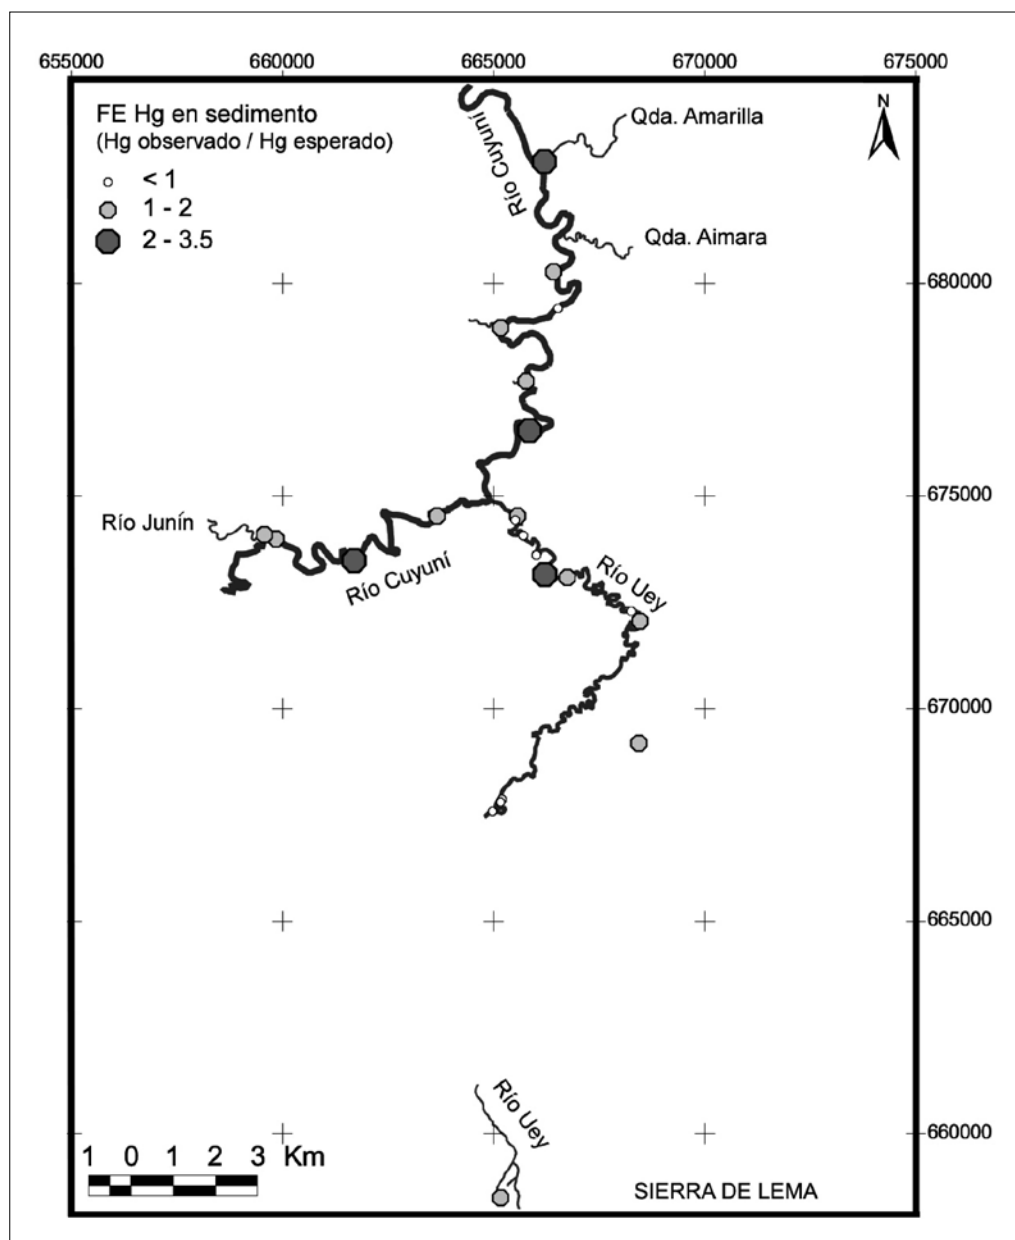 655000 660000 665000 670000 675000
FE Hg en sedimento
(Hg observado / Hg esperado)
< 1
1 - 2
2 - 3.5
Río Cuyuní
Qda. Amarilla
N
Qda. Aimara
680000
675000
Río Junín
Río Cuyuní
Río Uey
670000
665000
Río Uey
660000
1 0 1 2 3 Km
SIERRA DE LEMA